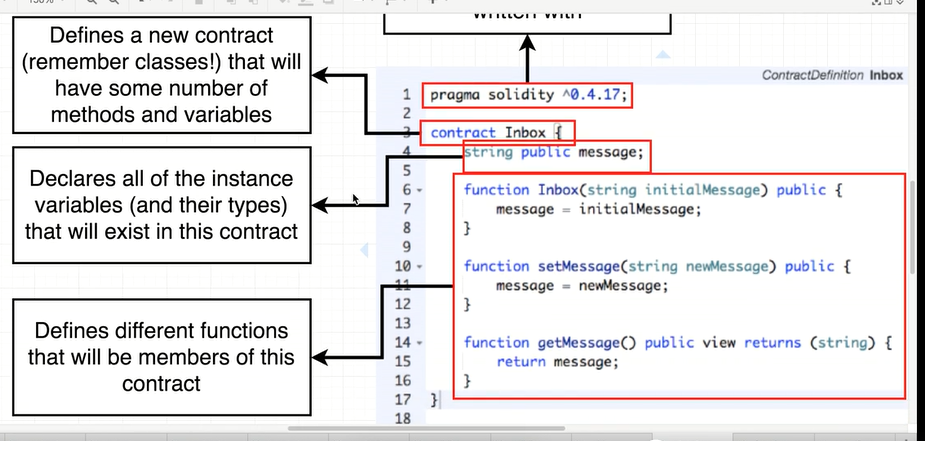 written with
Defines a new contract
(remember classes!) that will
have some number of
methods and variables
Declares all of the instance
variables (and their types)
that will exist in this contract
Defines different functions
that will be members of this
contract
ContractDefinition Inbox
1 pragma solidity ^0.4.17;
2
3 contract Inbox {
4 string public message;
5
6 function Inbox(string initialMessage) public {
7 message = initialMessage;
8 }
9
10 function setMessage(string newMessage) public {
11 message = newMessage;
12 }
13
14 function getMessage() public view returns (string) {
15 return message;
16 }
17 }
18